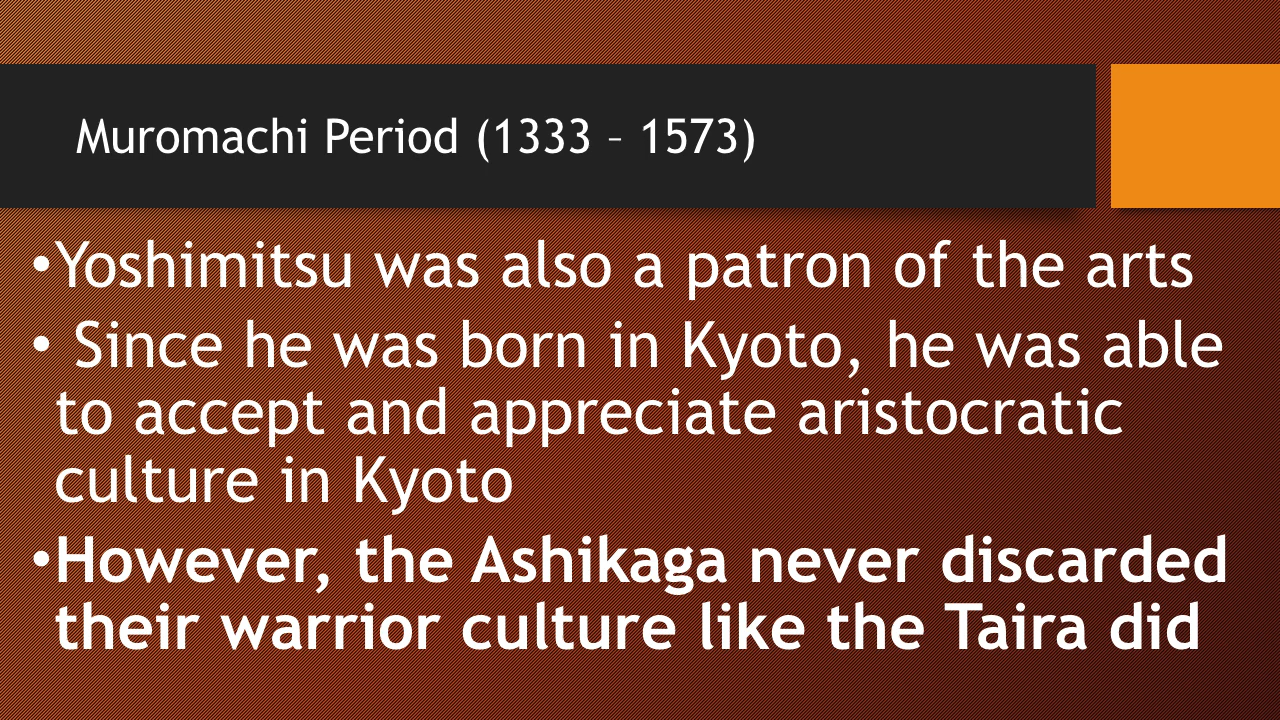 Muromachi Period (1333 – 1573)
•Yoshimitsu was also a patron of the arts
• Since he was born in Kyoto, he was able
to accept and appreciate aristocratic
culture in Kyoto
•However, the Ashikaga never discarded
their warrior culture like the Taira did